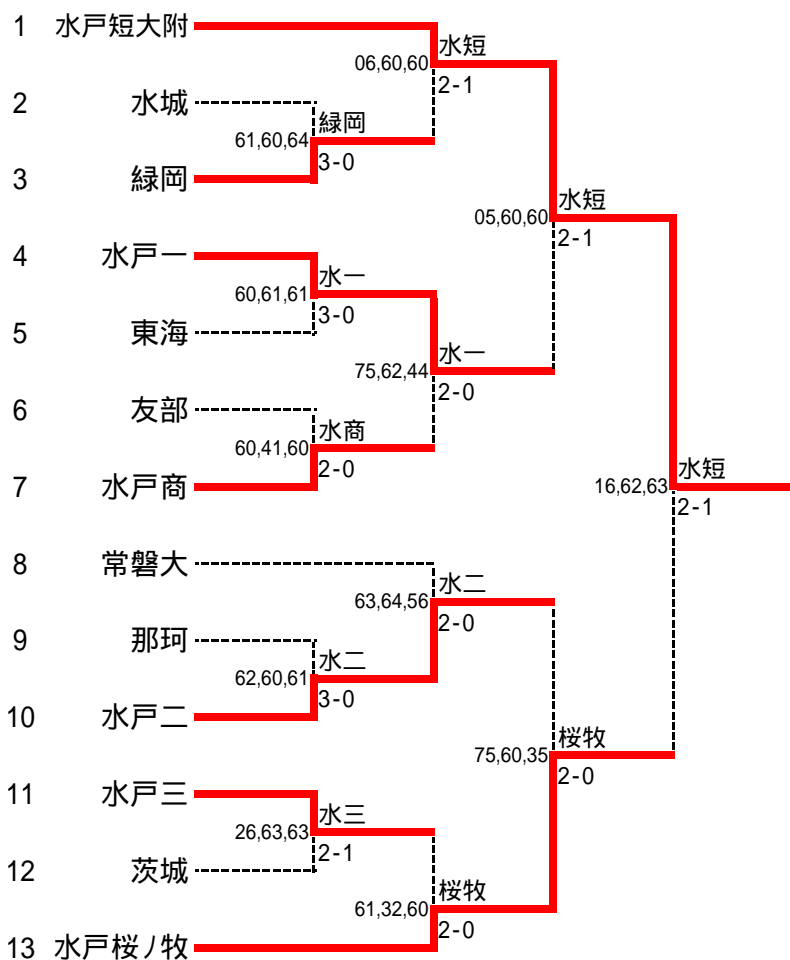 1 水戸短大附
水短
06,60,60
2-1
2 水城
緑岡
61,60,64
3-0
3 緑岡
水短
05,60,60
2-1
4 水戸一
水一
60,61,61
3-0
5 東海
水一
75,62,44
2-0
6 友部
水商
60,41,60
2-0
7 水戸商
水短
16,62,63
2-1
8 常磐大
水二
63,64,56
2-0
9 那珂
水二
62,60,61
3-0
10 水戸二
桜牧
75,60,35
2-0
11 水戸三
水三
26,63,63
2-1
12 茨城
桜牧
61,32,60
2-0
13 水戸桜ノ牧